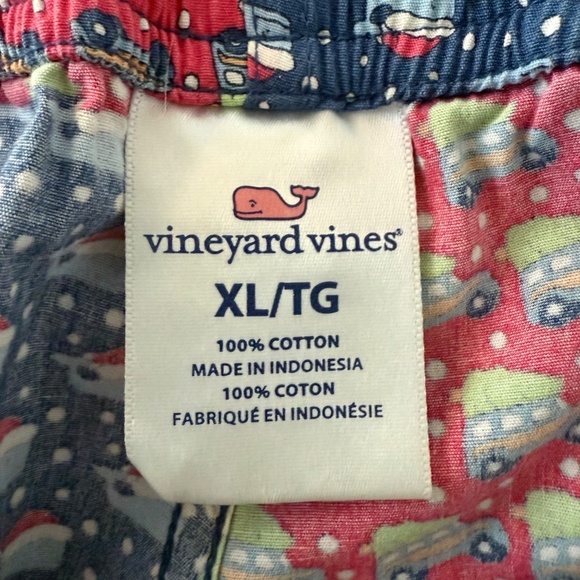 vineyard vines®
XL/TG
100% COTTON
MADE IN INDONESIA
100% COTON
FABRIQUÉ EN INDONÉSIE